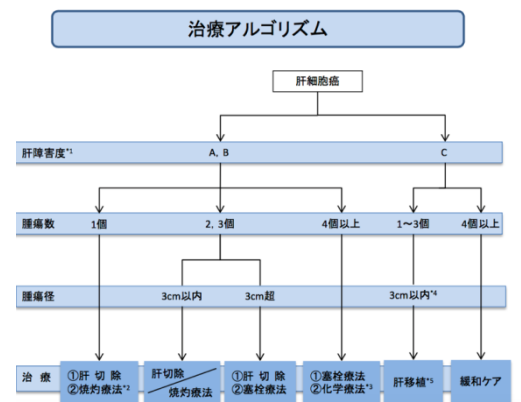 治療アルゴリズム
肝細胞癌
肝障害度*1 A, B C
腫瘍数 1個 2, 3個 4個以上 1〜3個 4個以上
腫瘍径 3cm以内 3cm超 3cm以内*4
治 療
①肝 切 除
②焼灼療法*2
肝切除
焼灼療法
①肝 切 除
②塞栓療法
①塞栓療法
②化学療法*3
肝移植*5
緩和ケア